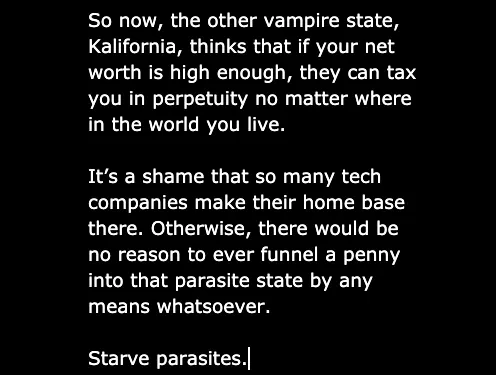 So now, the other vampire state,
Kalifornia, thinks that if your net
worth is high enough, they can tax
you in perpetuity no matter where
in the world you live.
It’s a shame that so many tech
companies make their home base
there. Otherwise, there would be
no reason to ever funnel a penny
into that parasite state by any
means whatsoever.
Starve parasites.